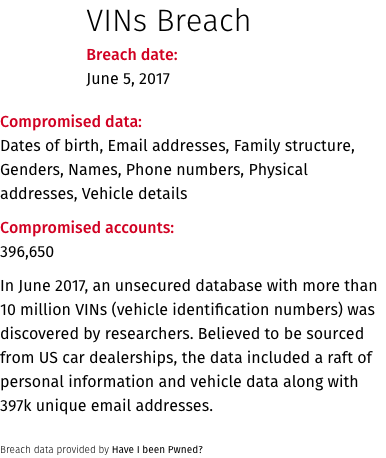 VINs Breach
Breach date:
June 5, 2017
Compromised data:
Dates of birth, Email addresses, Family structure,
Genders, Names, Phone numbers, Physical
addresses, Vehicle details
Compromised accounts:
396,650
In June 2017, an unsecured database with more than
10 million VINs (vehicle identification numbers) was
discovered by researchers. Believed to be sourced
from US car dealerships, the data included a raft of
personal information and vehicle data along with
397k unique email addresses.
Breach data provided by Have I been Pwned?